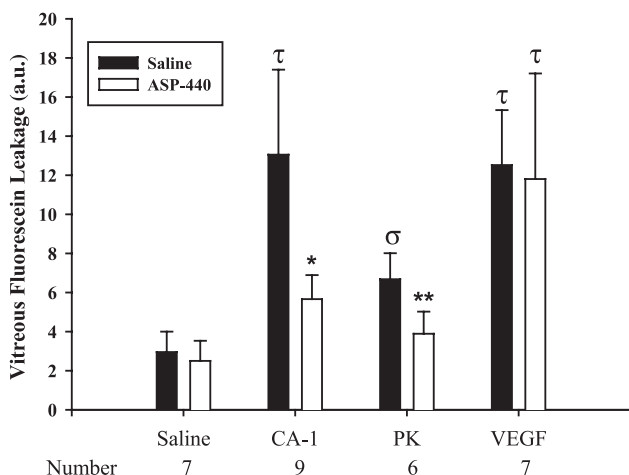 Vitreous Fluorescein Leakage (a.u.)
20
18
16
14
12
10
8
6
4
2
0
Saline
ASP-440
τ
*
σ
**
τ
τ
Saline CA-1 PK VEGF
Number 7 9 6 7